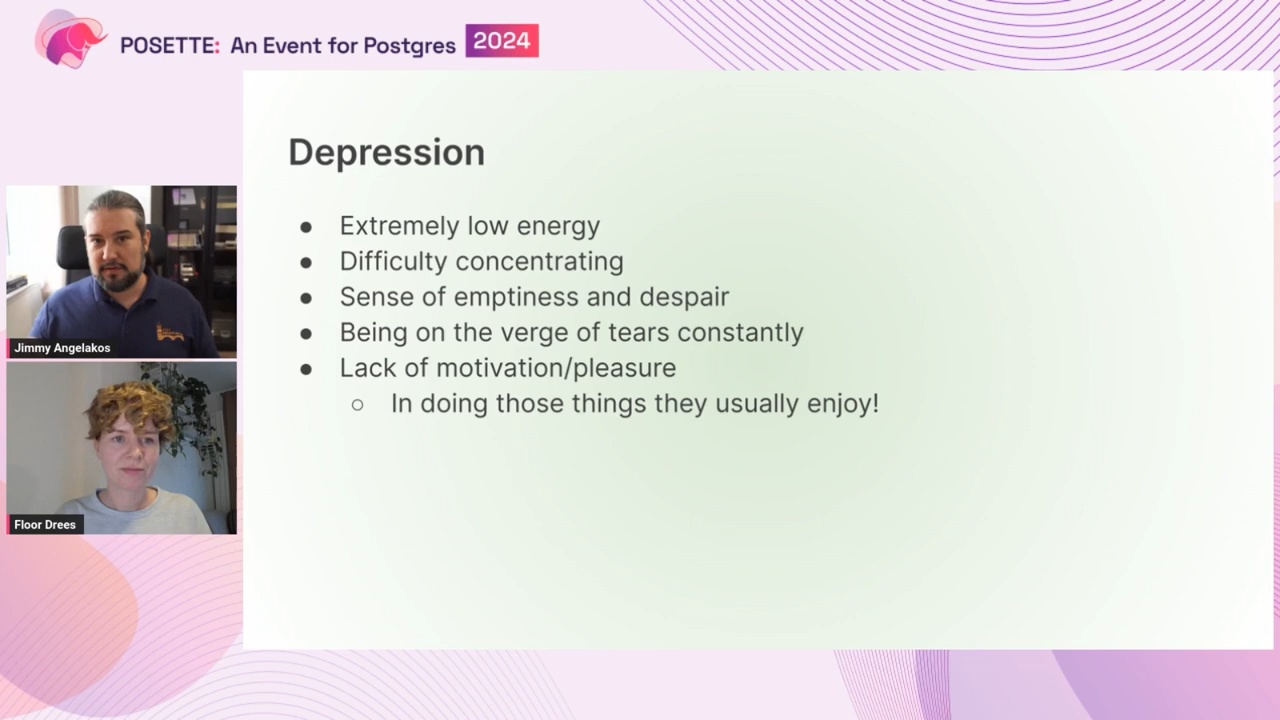 POSETTE: An Event for Postgres 2024
Depression
● Extremely low energy
● Difficulty concentrating
● Sense of emptiness and despair
● Being on the verge of tears constantly
● Lack of motivation/pleasure
○ In doing those things they usually enjoy!
Jimmy Angelakos
Floor Drees